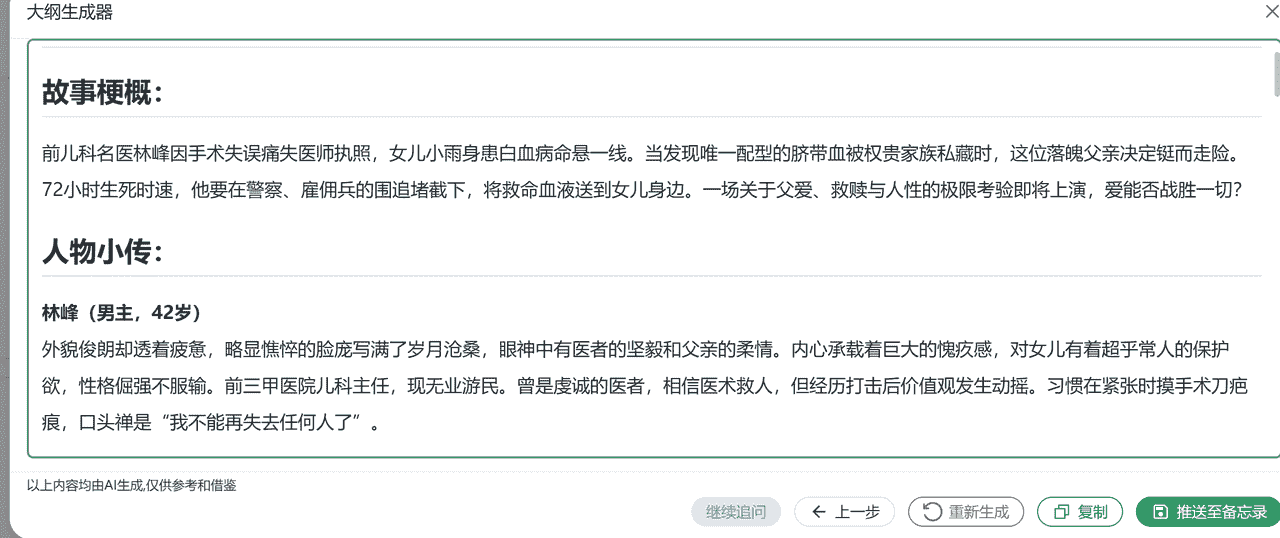 大纲生成器
故事梗概：
前儿科名医林峰因手术失误痛失医师执照，女儿小雨身患白血病命悬一线。当发现唯一配型的脐带血被权贵家族私藏时，这位落魄父亲决定铤而走险。
72小时生死时速，他要在警察、雇佣兵的围追堵截下，将救命血液送到女儿身边。一场关于父爱、救赎与人性的极限考验即将上演，爱能否战胜一切？
人物小传：
林峰（男主，42岁）
外貌俊朗却透着疲惫，略显憔悴的脸庞写满了岁月沧桑，眼神中有医者的坚毅和父亲的柔情。内心承载着巨大的愧疚感，对女儿有着超乎常人的保护
欲，性格倔强不服输。前三甲医院儿科主任，现无业游民。曾是虔诚的医者，相信医术救人，但经历打击后价值观发生动摇。习惯在紧张时摸手术刀疤
痕，口头禅是“我不能再失去任何人了”。
以上内容均由AI生成,仅供参考和借鉴
继续追问 上一步 重新生成 复制 推送至备忘录